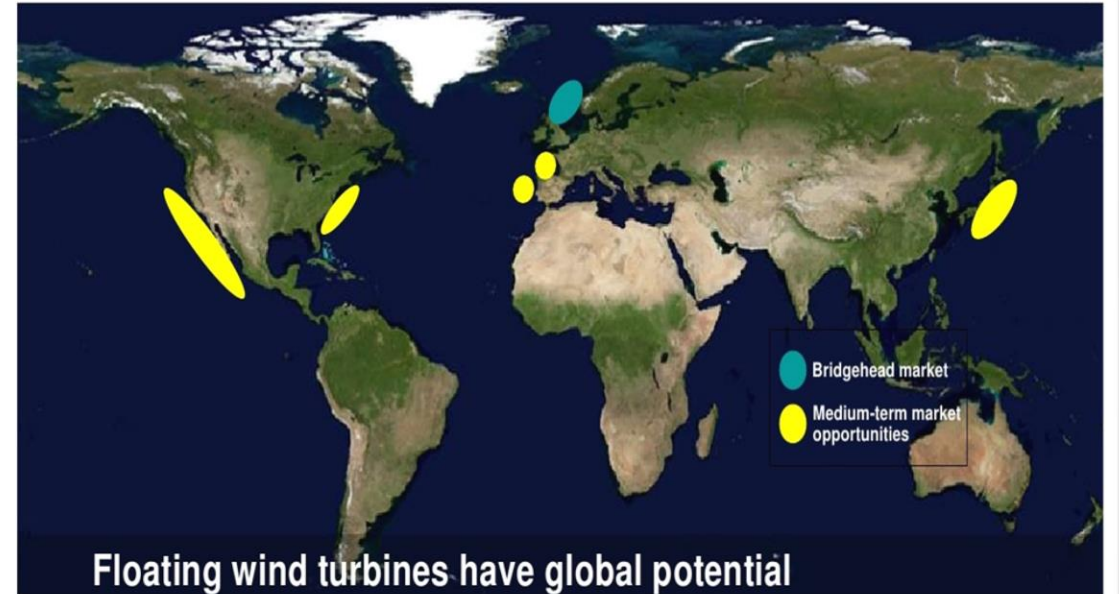 Bridgehead market
Medium-term market
opportunities
Floating wind turbines have global potential